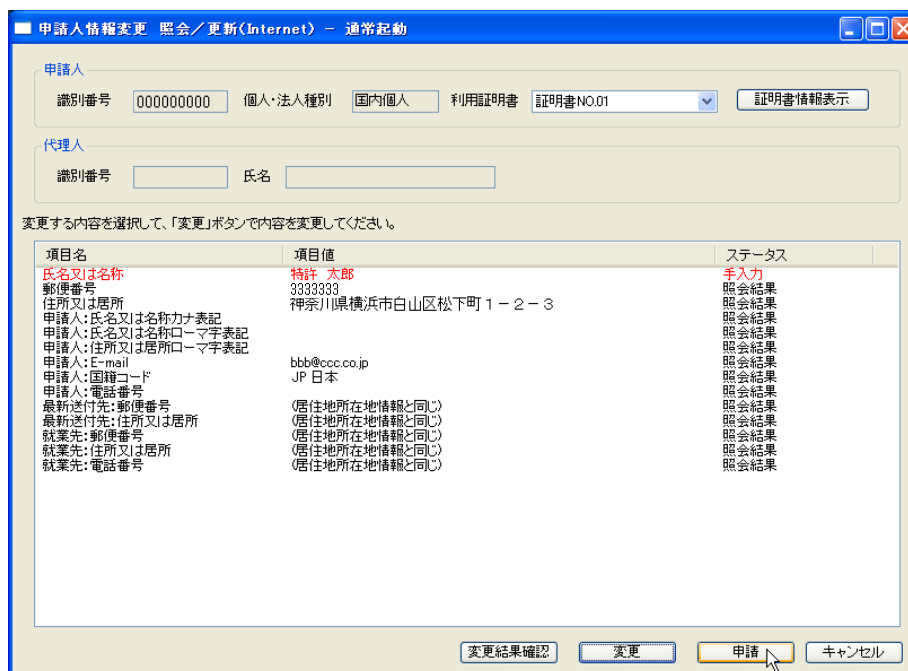 申請人情報変更 照会／更新(Internet) － 通常起動
申請人
識別番号 000000000 個人・法人種別 国内個人 利用証明書 証明書NO.01 証明書情報表示
代理人
識別番号 氏名
変更する内容を選択して、「変更」ボタンで内容を変更してください。
項目名 項目値 ステータス
氏名又は名称 特許 太郎 手入力
郵便番号 3333333 照会結果
住所又は居所 神奈川県横浜市白山区松下町１－２－３ 照会結果
申請人:氏名又は名称カナ表記 照会結果
申請人:氏名又は名称ローマ字表記 照会結果
申請人:住所又は居所ローマ字表記 照会結果
申請人:E-mail bbb@ccc.co.jp 照会結果
申請人:国籍コード JP 日本 照会結果
申請人:電話番号 照会結果
最新送付先:郵便番号 (居住地所在地情報と同じ) 照会結果
最新送付先:住所又は居所 (居住地所在地情報と同じ) 照会結果
就業先:郵便番号 (居住地所在地情報と同じ) 照会結果
就業先:住所又は居所 (居住地所在地情報と同じ) 照会結果
就業先:電話番号 (居住地所在地情報と同じ) 照会結果
変更結果確認 変更 申請 キャンセル